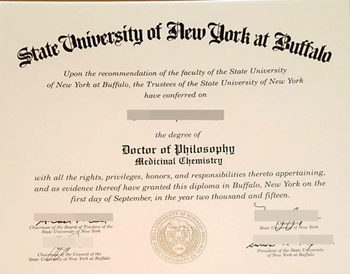 State University of New York at Buffalo
Upon the recommendation of the faculty of the State University
of New York at Buffalo, the Trustees of the State University of New York
have conferred on
the degree of
Doctor of Philosophy
Medicinal Chemistry
with all the rights, privileges, honors, and responsibilities thereto appertaining,
and as evidence thereof have granted this diploma in Buffalo, New York on the
first day of September, in the year two thousand and fifteen.
Chairman of the Board of Trustees of the
State University of New York
State University of New York
Chairman of the Council of the
State University of New York at Buffalo
President of the State University
of New York at Buffalo